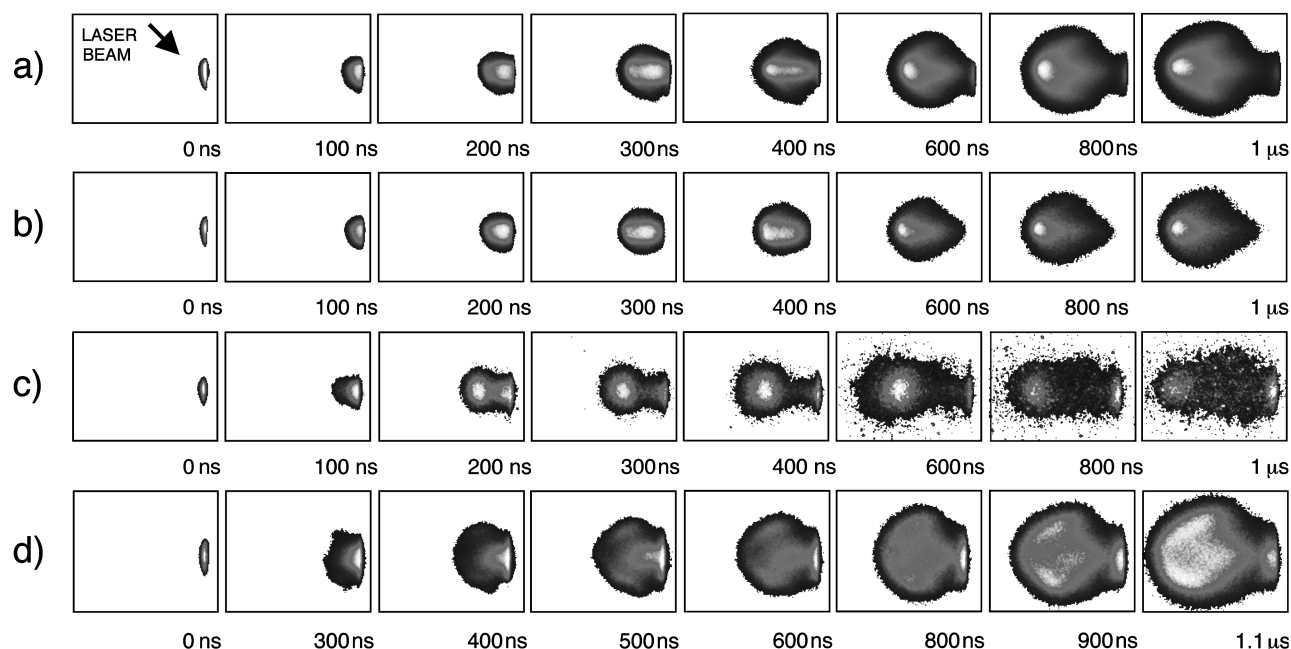 LASER
BEAM
a)
0 ns 100 ns 200 ns 300ns 400 ns 600 ns 800ns 1 μs
b)
0 ns 100 ns 200 ns 300 ns 400 ns 600 ns 800 ns 1 μs
c)
0 ns 100 ns 200 ns 300ns 400 ns 600ns 800 ns 1 μs
d)
0 ns 300ns 400ns 500ns 600ns 800ns 900ns 1.1μs